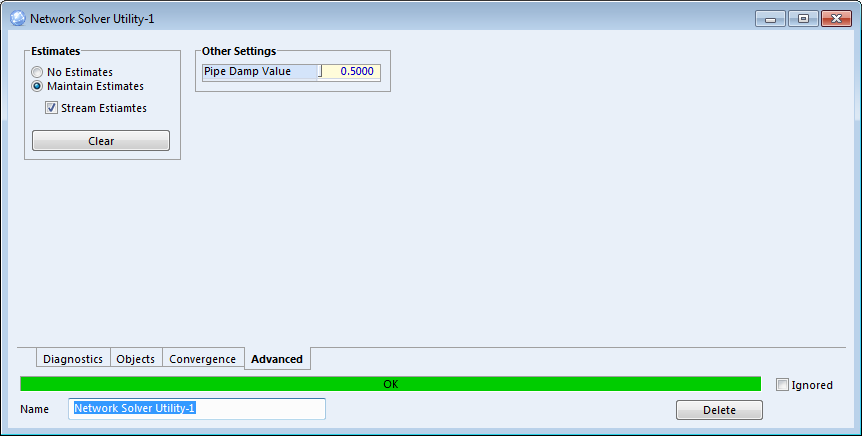 Network Solver Utility-1
Estimates
No Estimates
Maintain Estimates
Stream Estiamtes
Clear
Other Settings
Pipe Damp Value 0.5000
Diagnostics Objects Convergence Advanced
OK
Ignored
Name Network Solver Utility-1
Delete